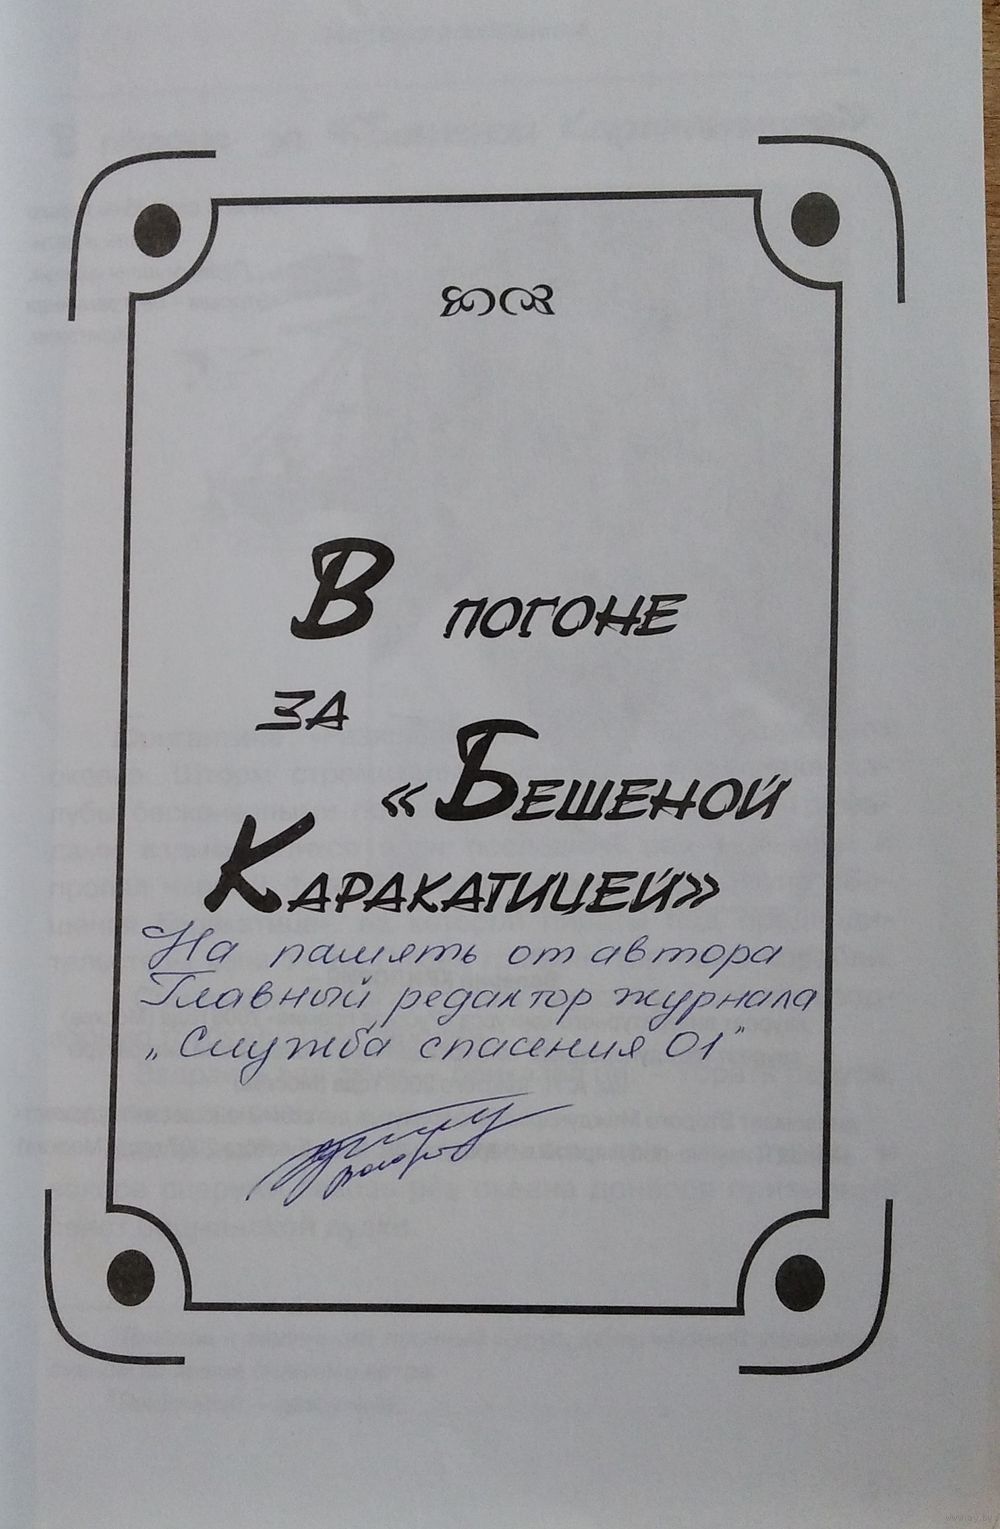 В погоне
за
«Бешеной
Каракатицей»
На память от автора
Главный редактор журнала
„Служба спасения 01"